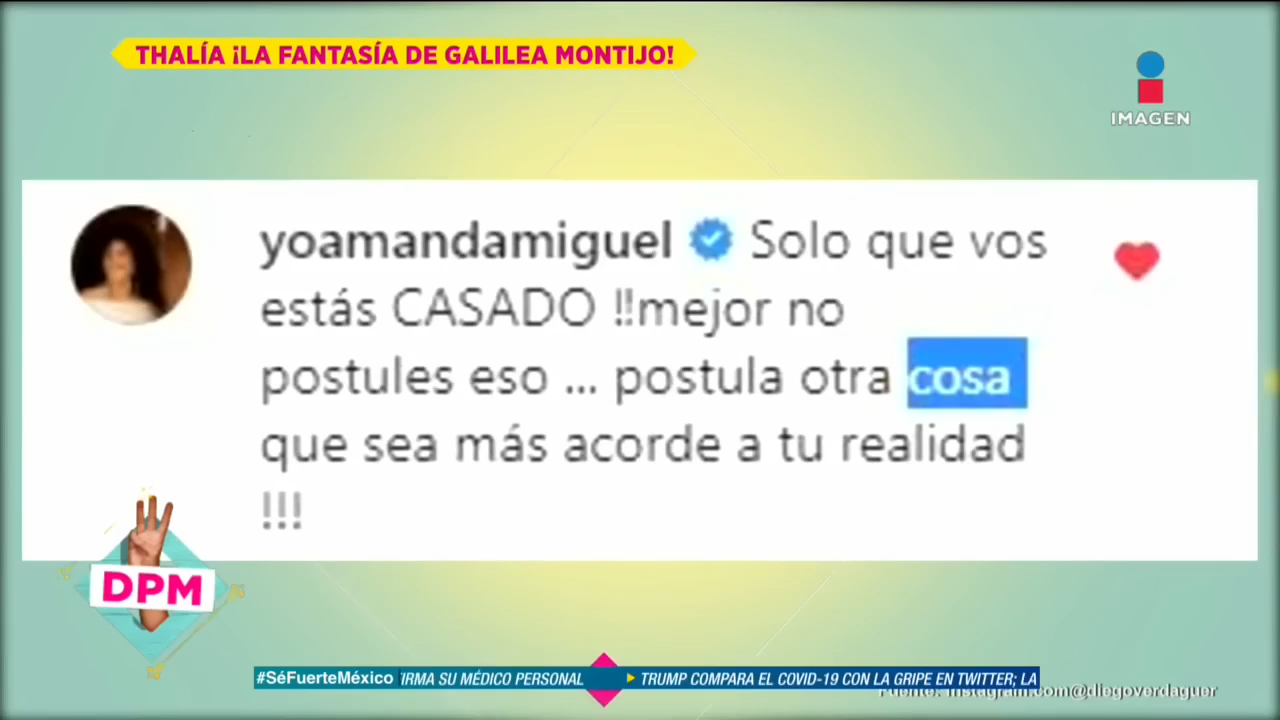 THALÍA ¡LA FANTASÍA DE GALILEA MONTIJO!
IMAGEN
yoamandamiguel Solo que vos
estás CASADO !!mejor no
postules eso ... postula otra cosa
que sea más acorde a tu realidad
!!!
DPM
#SéFuerteMéxico IRMA SU MÉDICO PERSONAL TRUMP COMPARA EL COVID-19 CON LA GRIPE EN TWITTER; LA
Fuente: Instagram.com@diegoverdaguer